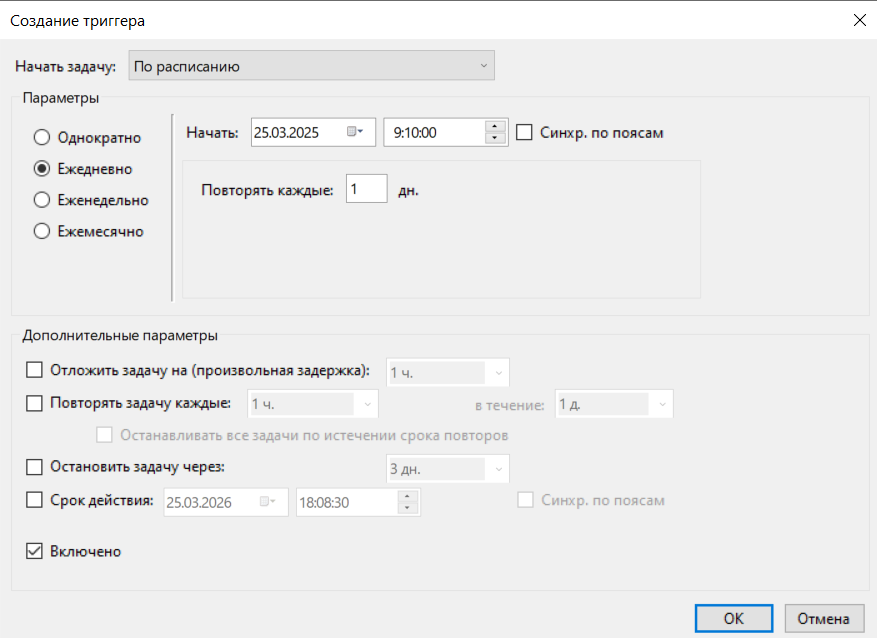 Создание триггера
Начать задачу: По расписанию
Параметры
Однократно
Ежедневно
Еженедельно
Ежемесячно
Начать: 25.03.2025 9:10:00 Синхр. по поясам
Повторять каждые: 1 дн.
Дополнительные параметры
Отложить задачу на (произвольная задержка): 1 ч.
Повторять задачу каждые: 1 ч. в течение: 1 д.
Останавливать все задачи по истечении срока повторов
Остановить задачу через: 3 дн.
Срок действия: 25.03.2026 18:08:30 Синхр. по поясам
Включено
ОК Отмена